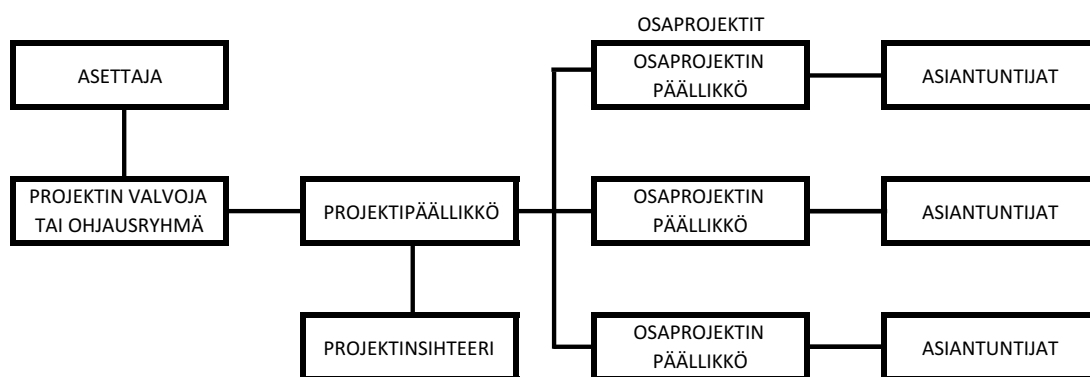 OSAPROJEKTIT
ASETTAJA
OSAPROJEKTIN
PÄÄLLIKKÖ
ASIANTUNTIJAT
PROJEKTIN VALVOJA
TAI OHJAUSRYHMÄ
PROJEKTIPÄÄLLIKKÖ
OSAPROJEKTIN
PÄÄLLIKKÖ
ASIANTUNTIJAT
PROJEKTINSIHTEERI
OSAPROJEKTIN
PÄÄLLIKKÖ
ASIANTUNTIJAT